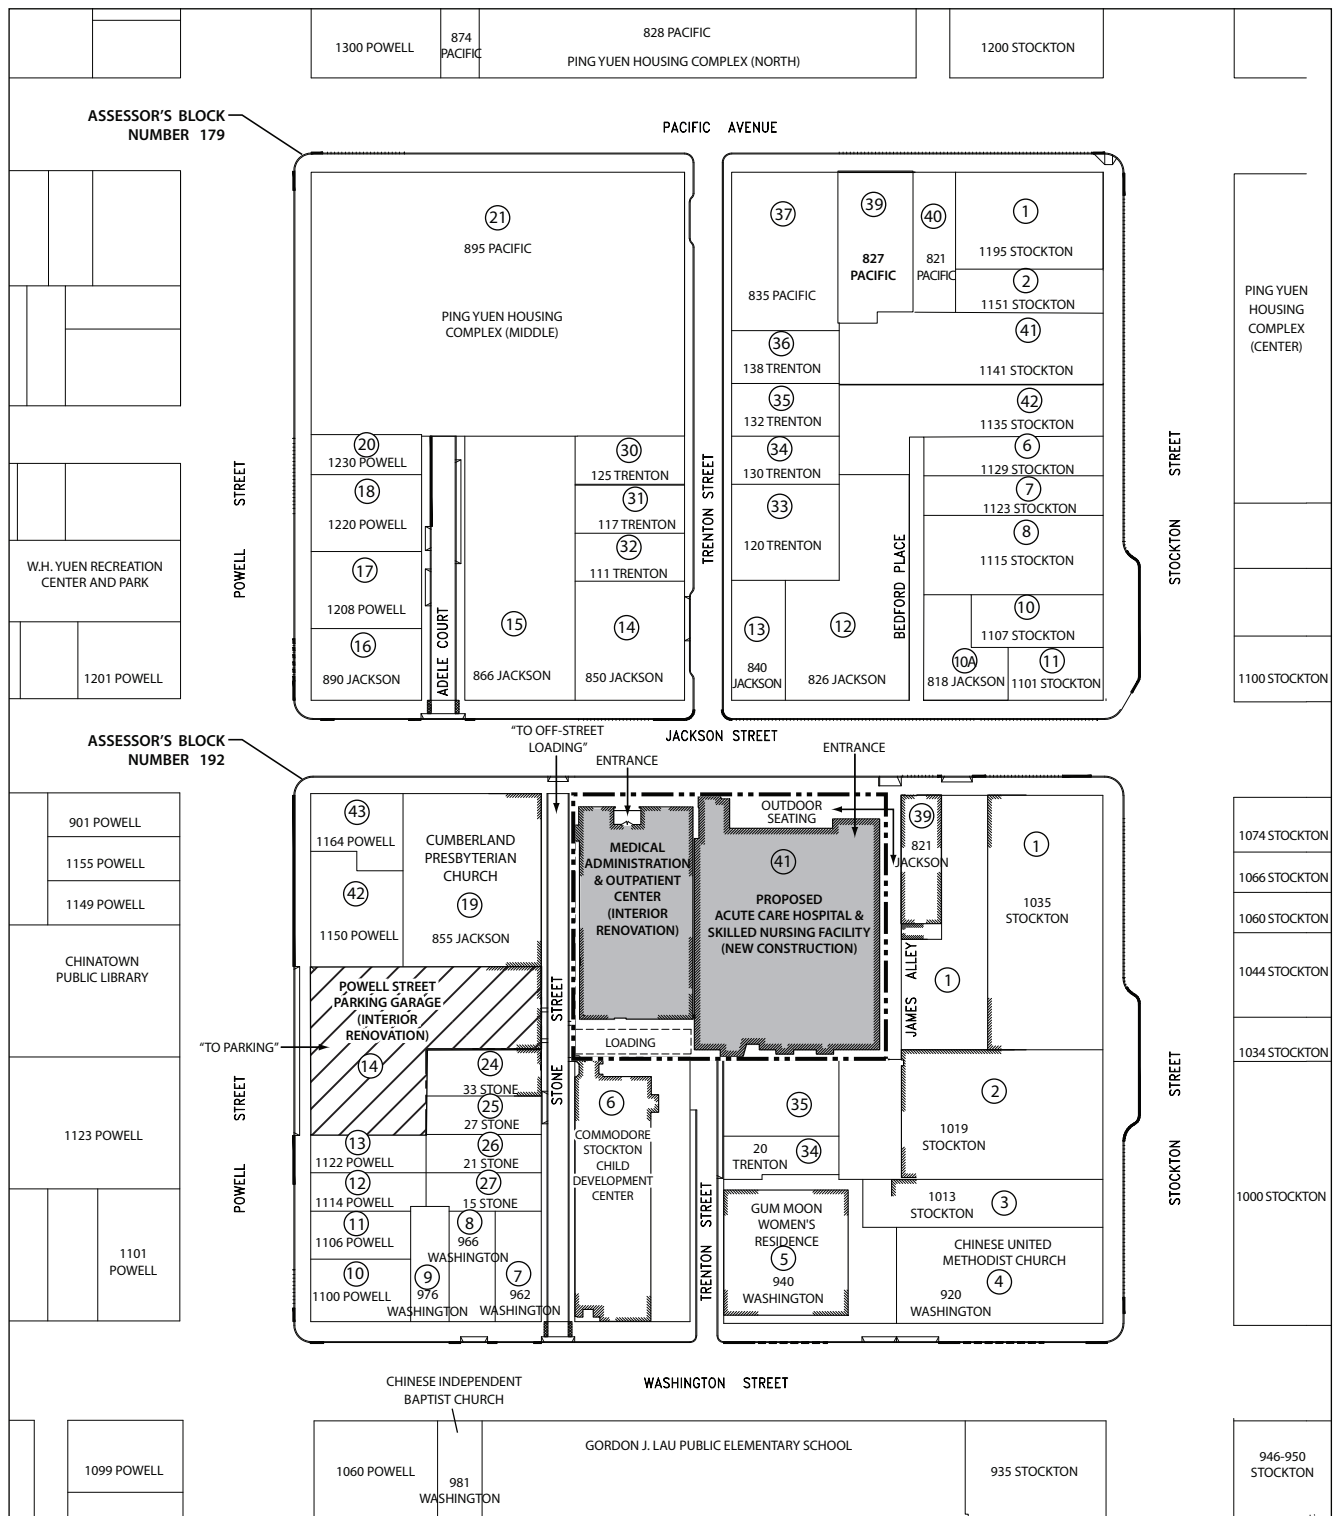 1300 POWELL
874
PACIFIC
828 PACIFIC
PING YUEN HOUSING COMPLEX (NORTH)
1200 STOCKTON
ASSESSOR'S BLOCK
NUMBER 179
PACIFIC AVENUE
21
895 PACIFIC
PING YUEN HOUSING
COMPLEX (MIDDLE)
37
835 PACIFIC
39
827
PACIFIC
40
821
PACIFIC
1
1195 STOCKTON
2
1151 STOCKTON
41
1141 STOCKTON
42
1135 STOCKTON
PING YUEN
HOUSING
COMPLEX
(CENTER)
36
138 TRENTON
35
132 TRENTON
34
130 TRENTON
33
120 TRENTON
20
1230 POWELL
18
1220 POWELL
17
1208 POWELL
16
890 JACKSON
ADELE COURT
15
866 JACKSON
30
125 TRENTON
31
117 TRENTON
32
111 TRENTON
14
850 JACKSON
TRENTON STREET
13
840
JACKSON
12
826 JACKSON
BEDFORD PLACE
6
1129 STOCKTON
7
1123 STOCKTON
8
1115 STOCKTON
10
1107 STOCKTON
10A
818 JACKSON
11
1101 STOCKTON
POWELL STREET
STOCKTON STREET
W.H. YUEN RECREATION
CENTER AND PARK
1201 POWELL
1100 STOCKTON
JACKSON STREET
ASSESSOR'S BLOCK
NUMBER 192
"TO OFF-STREET
LOADING"
ENTRANCE
ENTRANCE
43
1164 POWELL
42
1150 POWELL
CUMBERLAND
PRESBYTERIAN
CHURCH
19
855 JACKSON
MEDICAL
ADMINISTRATION
& OUTPATIENT
CENTER
(INTERIOR
RENOVATION)
OUTDOOR
SEATING
41
PROPOSED
ACUTE CARE HOSPITAL &
SKILLED NURSING FACILITY
(NEW CONSTRUCTION)
39
821
JACKSON
1
1035
STOCKTON
1
JAMES ALLEY
901 POWELL
1155 POWELL
1149 POWELL
CHINATOWN
PUBLIC LIBRARY
1074 STOCKTON
1066 STOCKTON
1060 STOCKTON
1044 STOCKTON
1034 STOCKTON
POWELL STREET
PARKING GARAGE
(INTERIOR
RENOVATION)
14
"TO PARKING"
STONE STREET
LOADING
24
33 STONE
25
27 STONE
26
21 STONE
27
15 STONE
13
1122 POWELL
12
1114 POWELL
11
1106 POWELL
10
1100 POWELL
9
976
WASHINGTON
8
966
WASHINGTON
7
962
WASHINGTON
6
COMMODORE
STOCKTON
CHILD
DEVELOPMENT
CENTER
TRENTON STREET
35
20
TRENTON
34
GUM MOON
WOMEN'S
RESIDENCE
5
940
WASHINGTON
2
1019
STOCKTON
1013
STOCKTON
3
CHINESE UNITED
METHODIST CHURCH
4
920
WASHINGTON
POWELL STREET
STOCKTON STREET
1123 POWELL
1101
POWELL
1000 STOCKTON
WASHINGTON STREET
CHINESE INDEPENDENT
BAPTIST CHURCH
1099 POWELL
1060 POWELL
981
WASHINGTON
GORDON J. LAU PUBLIC ELEMENTARY SCHOOL
935 STOCKTON
946-950
STOCKTON